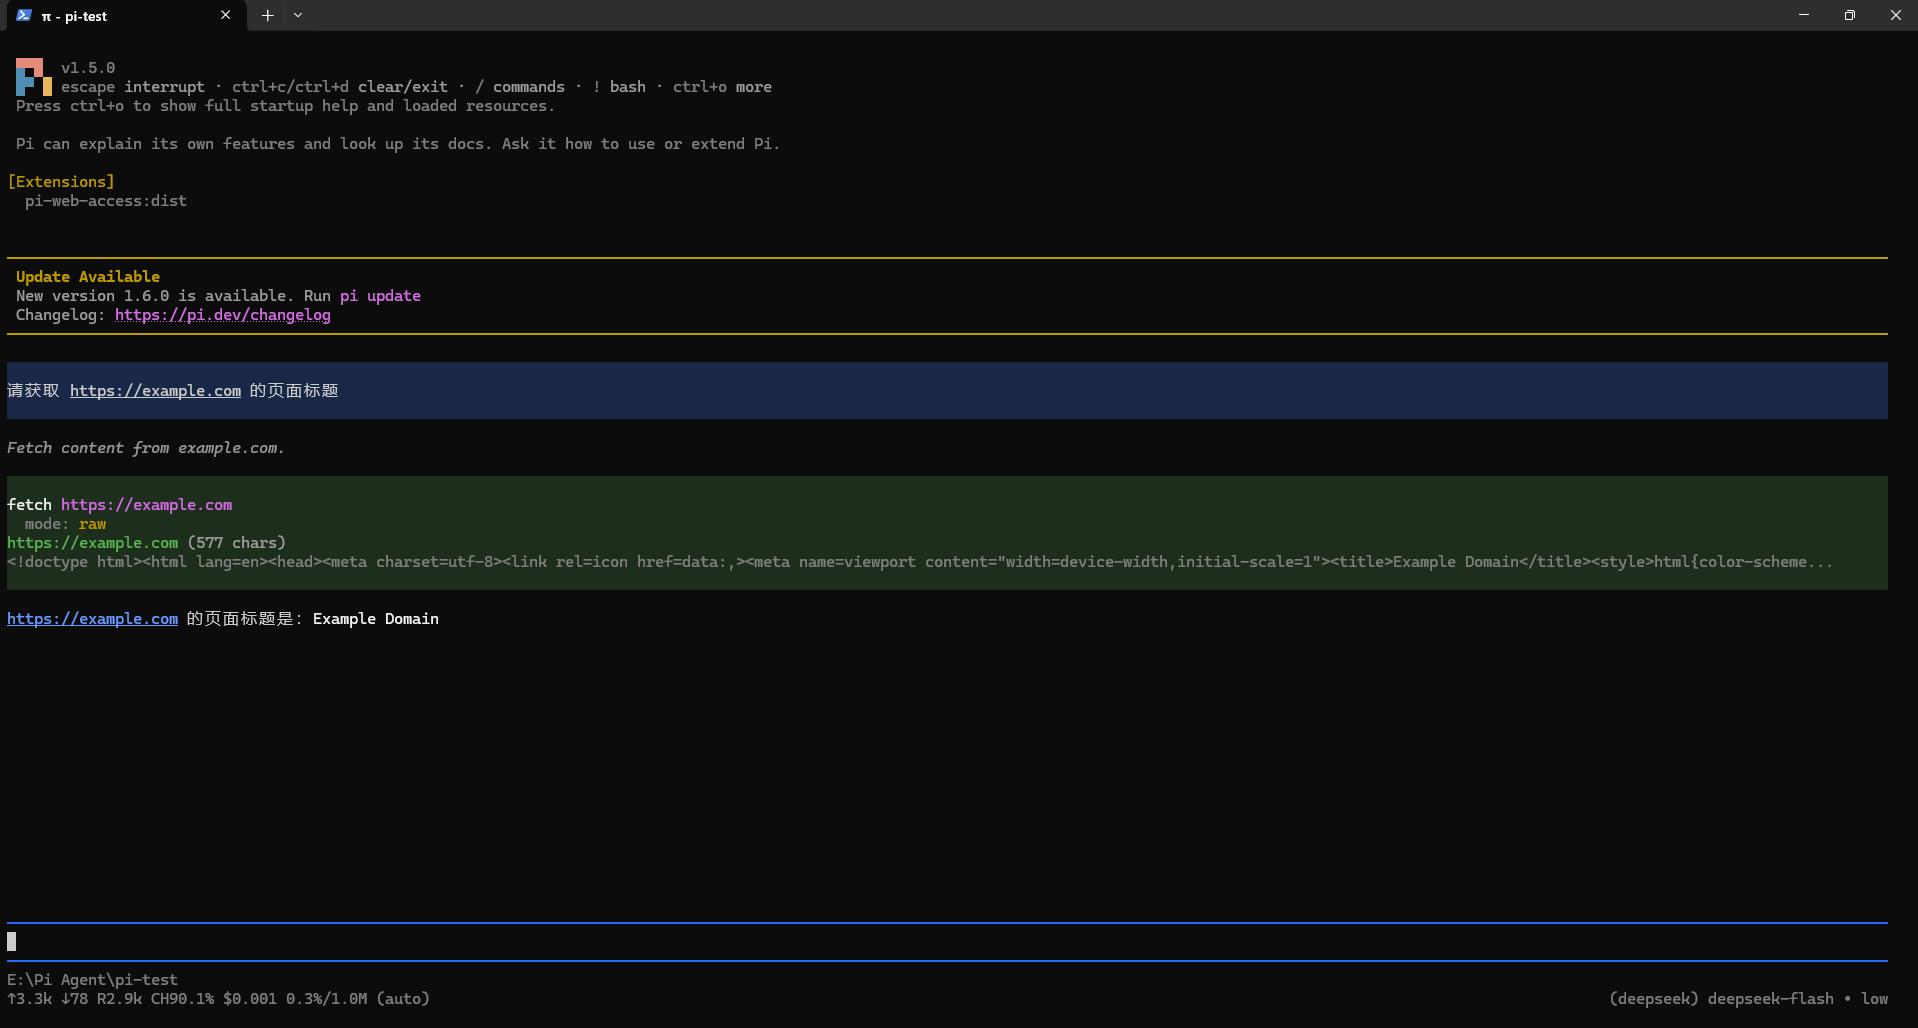 π - pi-test
v1.5.0
escape interrupt · ctrl+c/ctrl+d clear/exit · / commands · ! bash · ctrl+o more
Press ctrl+o to show full startup help and loaded resources.
Pi can explain its own features and look up its docs. Ask it how to use or extend Pi.
[Extensions]
pi-web-access:dist
Update Available
New version 1.6.0 is available. Run pi update
Changelog: https://pi.dev/changelog
请获取 https://example.com 的页面标题
Fetch content from example.com.
fetch https://example.com
mode: raw
https://example.com (577 chars)
<!doctype html><html lang=en><head><meta charset=utf-8><link rel=icon href=data:,><meta name=viewport content="width=device-width,initial-scale=1"><title>Example Domain</title><style>html{color-scheme...
https://example.com 的页面标题是: Example Domain
E:\Pi Agent\pi-test
↑3.3k ↓78 R2.9k CH90.1% $0.001 0.3%/1.0M (auto) (deepseek) deepseek-flash • low